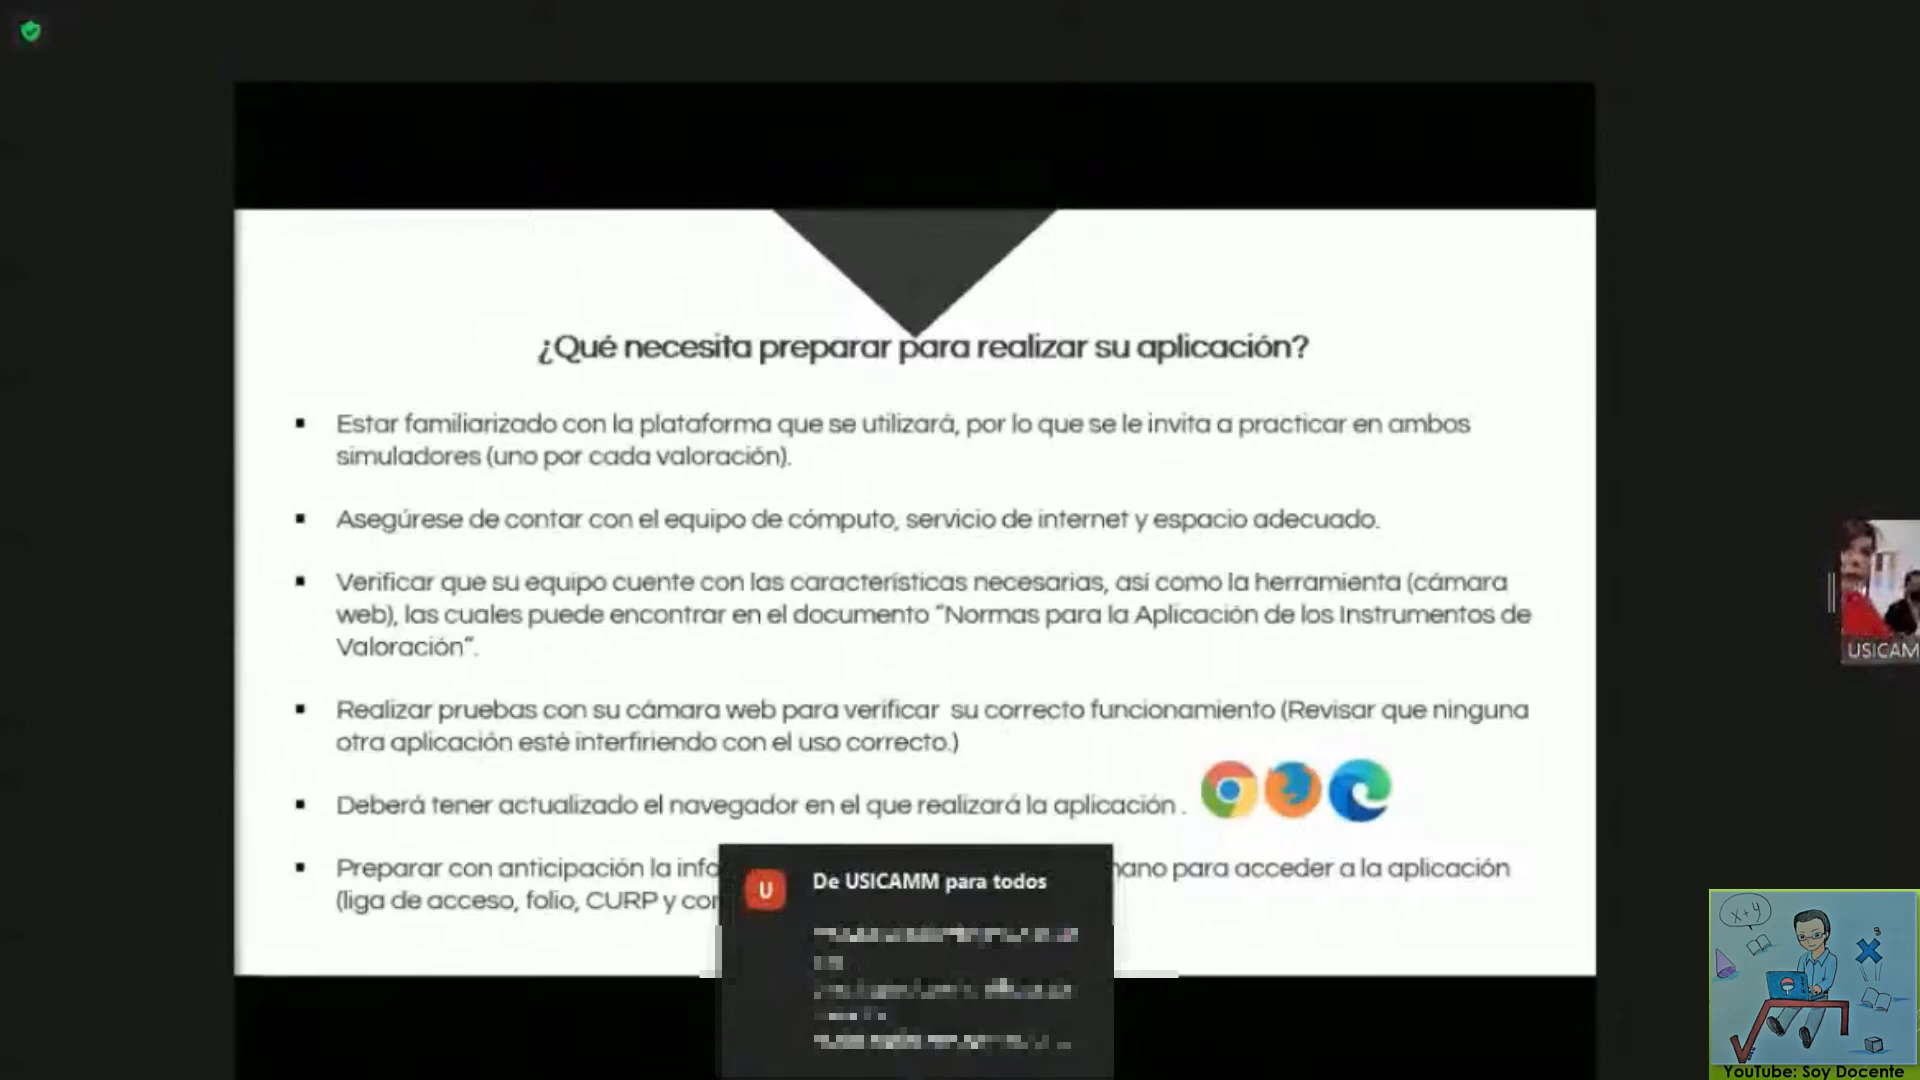 ¿Qué necesita preparar para realizar su aplicación?
▪ Estar familiarizado con la plataforma que se utilizará, por lo que se le invita a practicar en ambos
simuladores (uno por cada valoración).
▪ Asegúrese de contar con el equipo de cómputo, servicio de internet y espacio adecuado.
▪ Verificar que su equipo cuente con las características necesarias, así como la herramienta (cámara
web), las cuales puede encontrar en el documento “Normas para la Aplicación de los Instrumentos de
Valoración”.
▪ Realizar pruebas con su cámara web para verificar su correcto funcionamiento (Revisar que ninguna
otra aplicación esté interfiriendo con el uso correcto.)
▪ Deberá tener actualizado el navegador en el que realizará la aplicación .
▪ Preparar con anticipación la para acceder a la aplicación
(liga de acceso, folio, CURP y
U De USICAMM para todos
USICAM
x+y
YouTube: Soy Docente